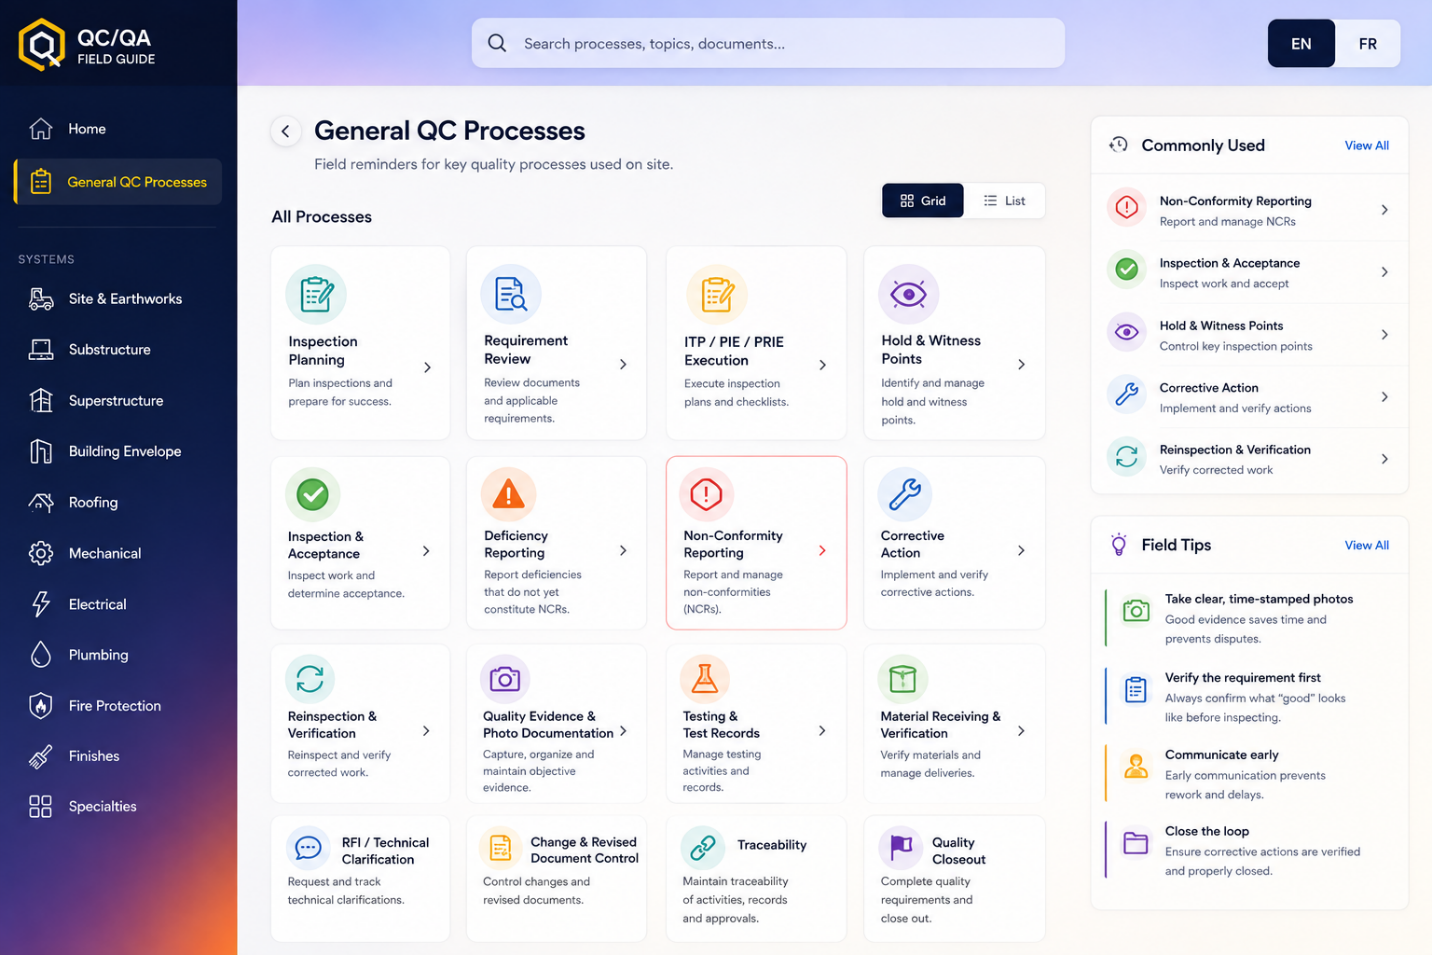 QC/QA
FIELD GUIDE
Search processes, topics, documents...
EN
FR
Home
General QC Processes
SYSTEMS
Site & Earthworks
Substructure
Superstructure
Building Envelope
Roofing
Mechanical
Electrical
Plumbing
Fire Protection
Finishes
Specialties
General QC Processes
Field reminders for key quality processes used on site.
All Processes
Grid
List
Inspection
Planning
Plan inspections and
prepare for success.
Requirement
Review
Review documents
and applicable
requirements.
ITP / PIE / PRIE
Execution
Execute inspection
plans and checklists.
Hold & Witness
Points
Identify and manage
hold and witness
points.
Inspection &
Acceptance
Inspect work and
determine acceptance.
Deficiency
Reporting
Report deficiencies
that do not yet
constitute NCRs.
Non-Conformity
Reporting
Report and manage
non-conformities
(NCRs).
Corrective
Action
Implement and verify
corrective actions.
Reinspection &
Verification
Reinspect and verify
corrected work.
Quality Evidence &
Photo Documentation
Capture, organize and
maintain objective
evidence.
Testing &
Test Records
Manage testing
activities and
records.
Material Receiving &
Verification
Verify materials and
manage deliveries.
RFI / Technical
Clarification
Request and track
technical clarifications.
Change & Revised
Document Control
Control changes and
revised documents.
Traceability
Maintain traceability
of activities, records
and approvals.
Quality
Closeout
Complete quality
requirements and
close out.
Commonly Used
View All
Non-Conformity Reporting
Report and manage NCRs
Inspection & Acceptance
Inspect work and accept
Hold & Witness Points
Control key inspection points
Corrective Action
Implement and verify actions
Reinspection & Verification
Verify corrected work
Field Tips
View All
Take clear, time-stamped photos
Good evidence saves time and
prevents disputes.
Verify the requirement first
Always confirm what “good” looks
like before inspecting.
Communicate early
Early communication prevents
rework and delays.
Close the loop
Ensure corrective actions are verified
and properly closed.